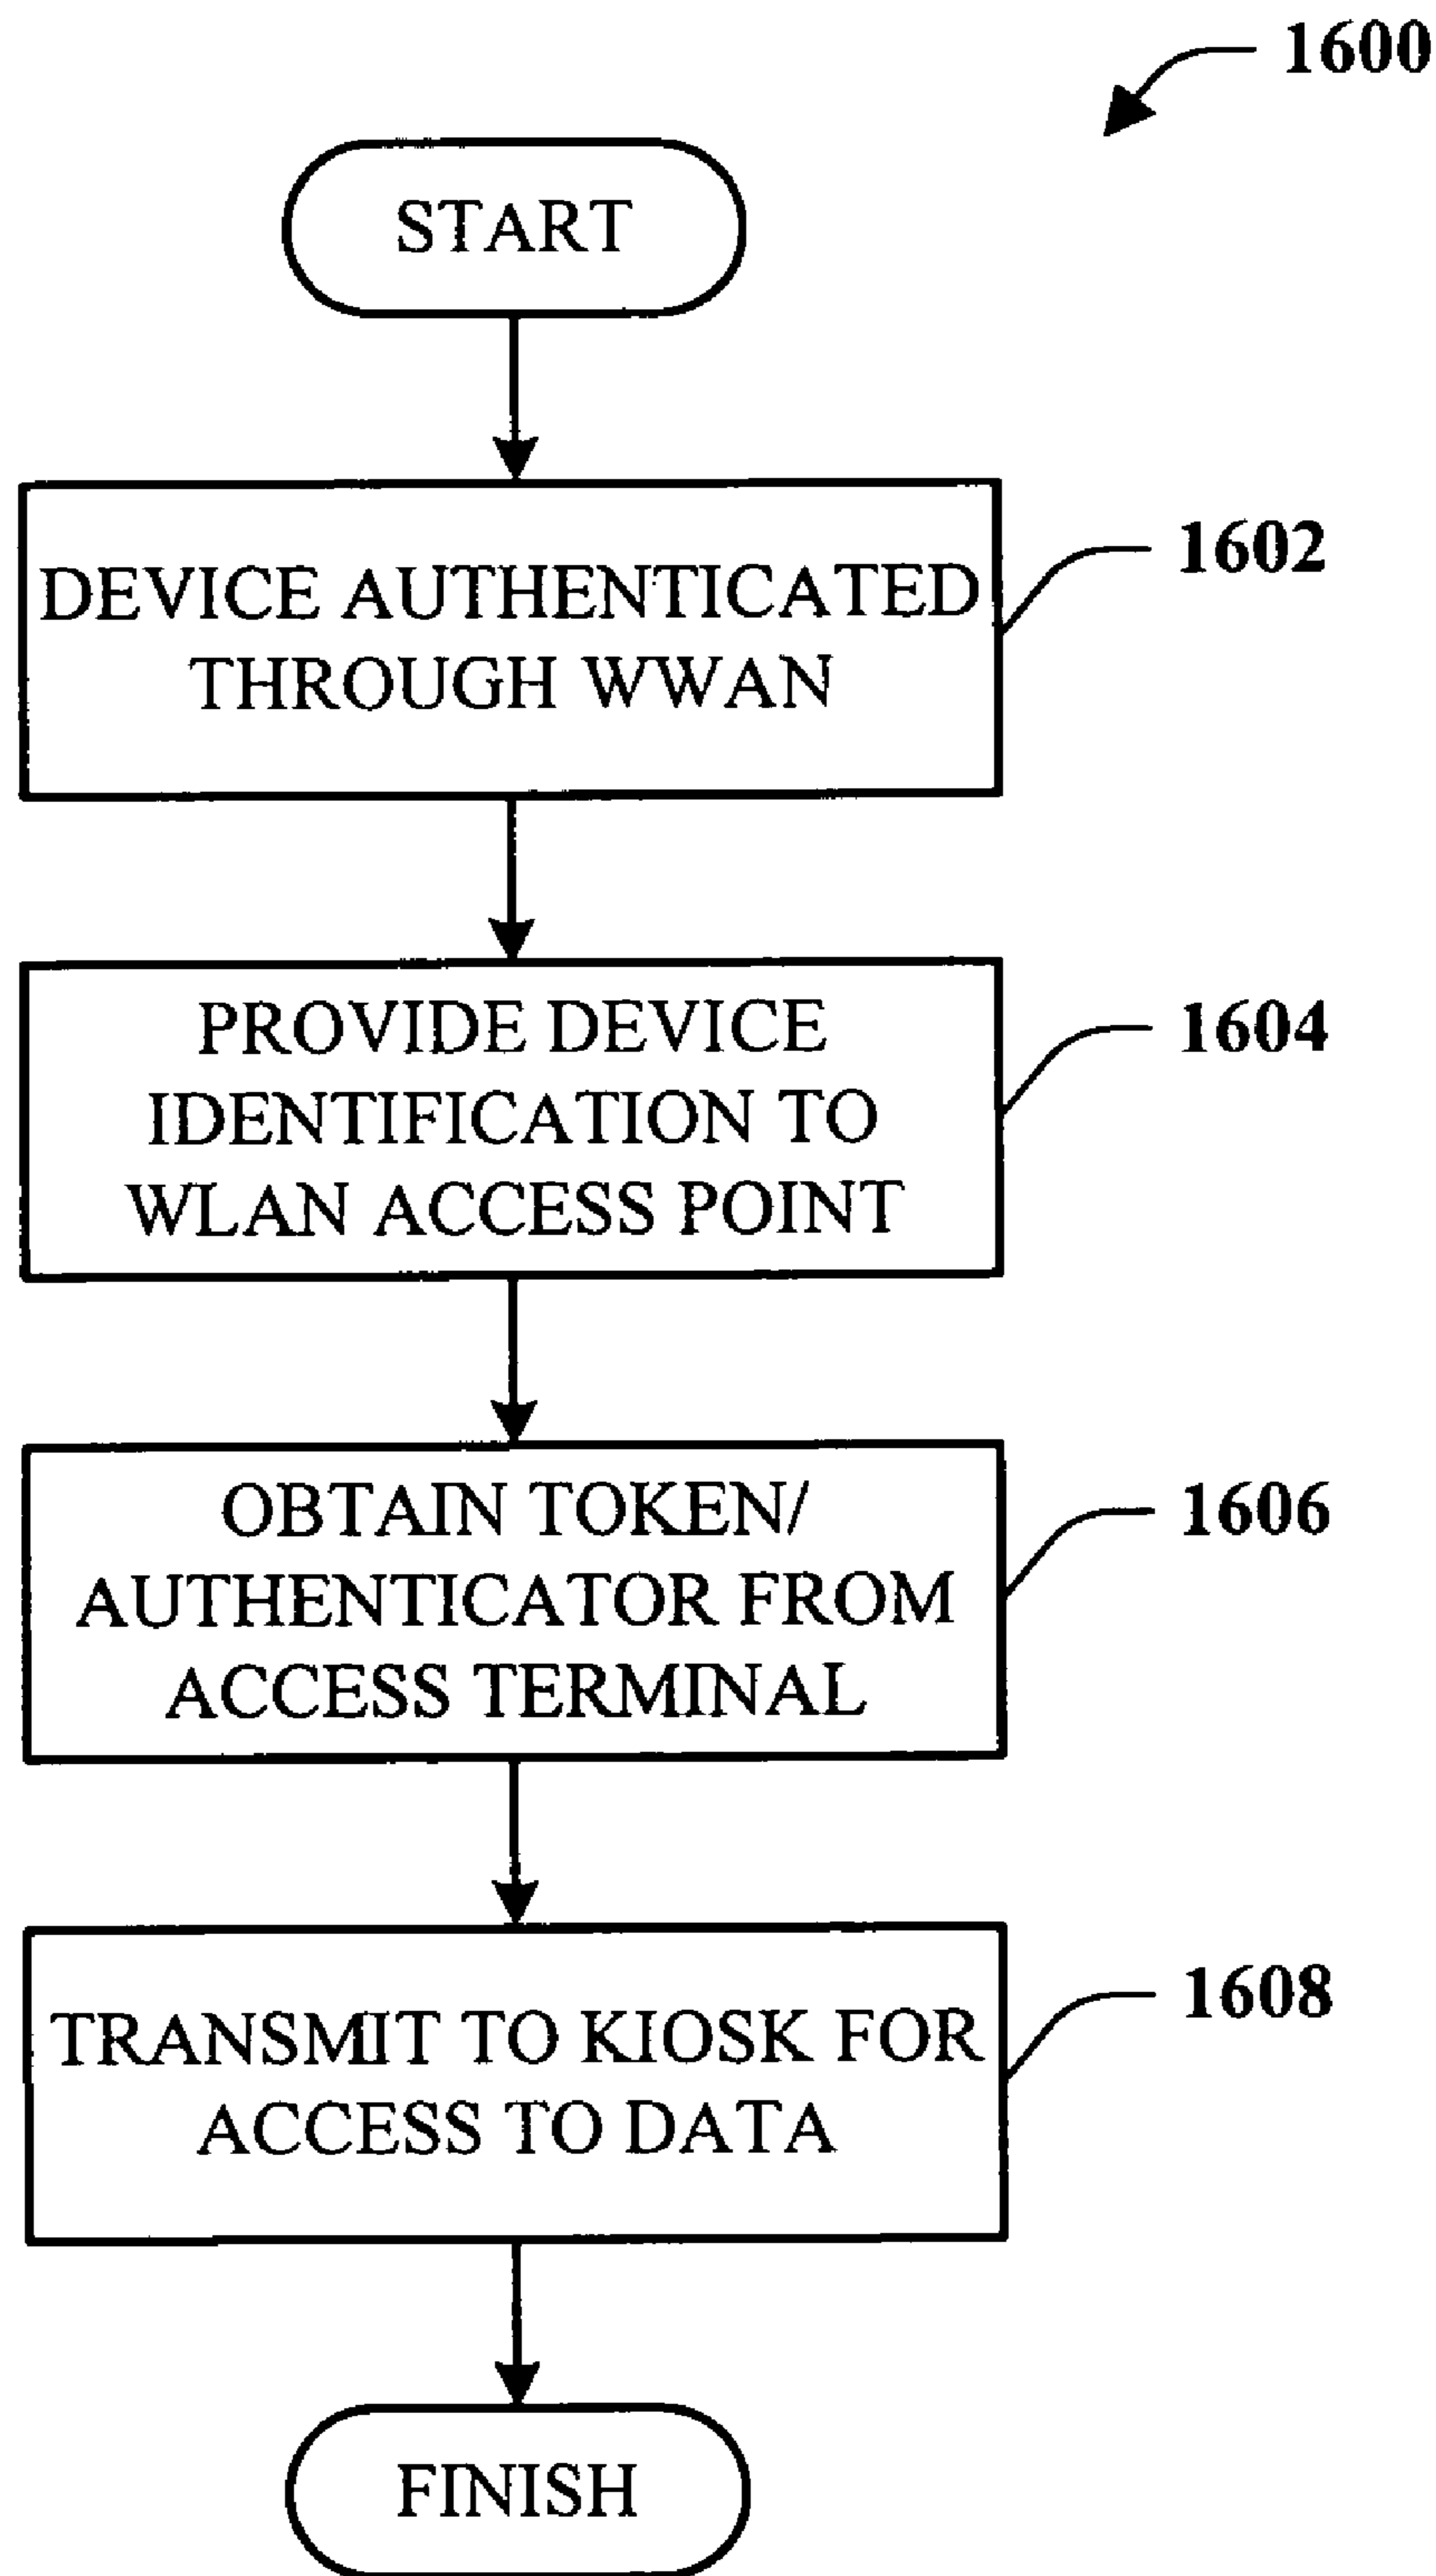 1600
START
DEVICE AUTHENTICATED
THROUGH WWAN
1602
PROVIDE DEVICE
IDENTIFICATION TO
WLAN ACCESS POINT
1604
OBTAIN TOKEN/
AUTHENTICATOR FROM
ACCESS TERMINAL
1606
TRANSMIT TO KIOSK FOR
ACCESS TO DATA
1608
FINISH